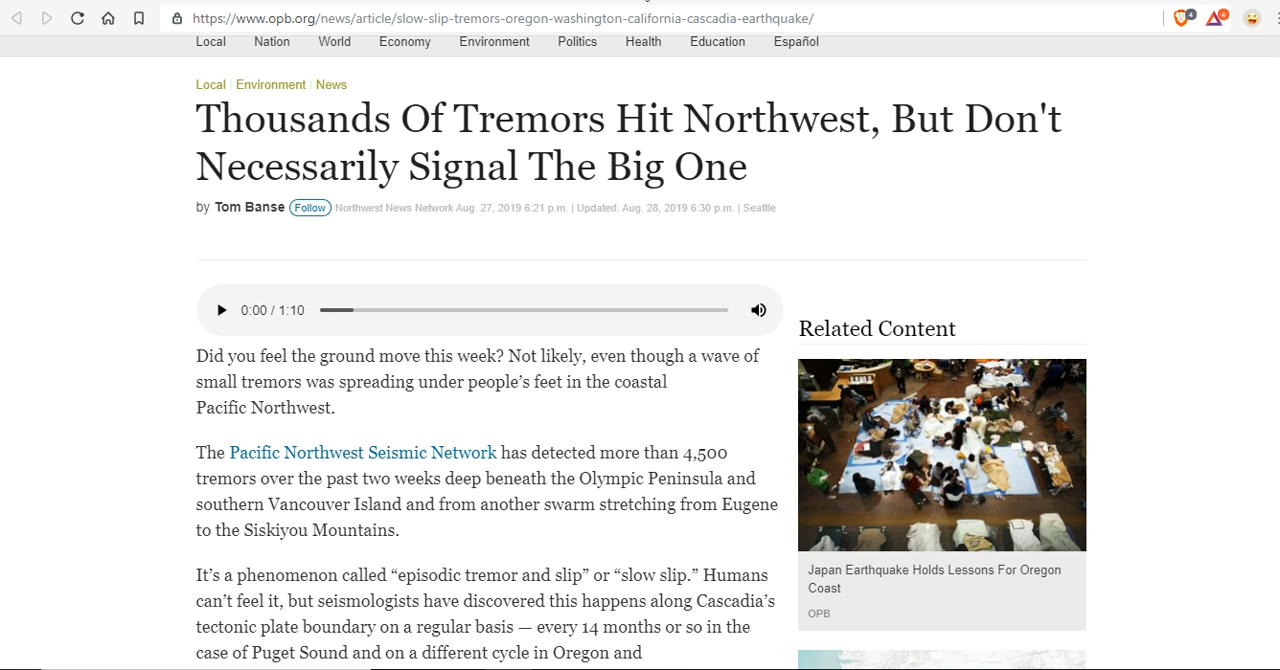 https://www.opb.org/news/article/slow-slip-tremors-oregon-washington-california-cascadia-earthquake/
4
4
Local Nation World Economy Environment Politics Health Education Español
Local | Environment | News
Thousands Of Tremors Hit Northwest, But Don't
Necessarily Signal The Big One
by Tom Banse Follow Northwest News Network Aug. 27, 2019 6:21 p.m. | Updated: Aug. 28, 2019 6:30 p.m. | Seattle
0:00 / 1:10
Did you feel the ground move this week? Not likely, even though a wave of
small tremors was spreading under people’s feet in the coastal
Pacific Northwest.
The Pacific Northwest Seismic Network has detected more than 4,500
tremors over the past two weeks deep beneath the Olympic Peninsula and
southern Vancouver Island and from another swarm stretching from Eugene
to the Siskiyou Mountains.
It’s a phenomenon called “episodic tremor and slip” or “slow slip.” Humans
can’t feel it, but seismologists have discovered this happens along Cascadia’s
tectonic plate boundary on a regular basis — every 14 months or so in the
case of Puget Sound and on a different cycle in Oregon and
Related Content
Japan Earthquake Holds Lessons For Oregon
Coast
OPB